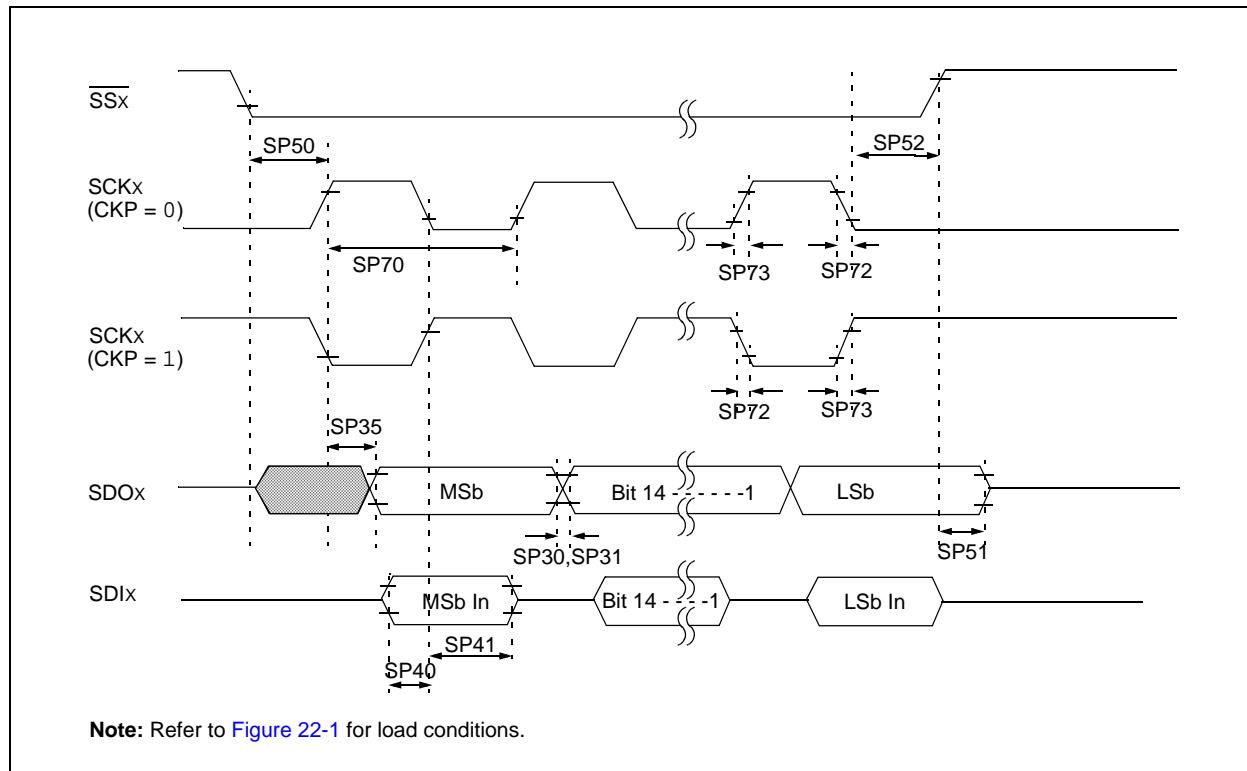 SSX
SP50
SP52
SCKX
(CKP = 0)
SP70
SP73
SP72
SCKX
(CKP = 1)
SP72
SP73
SP35
SDOX
MSb
Bit 14 - - - - - - -1
LSb
SP30,SP31
SP51
SDIX
MSb In
Bit 14 - - - -1
LSb In
SP41
SP40
Note: Refer to Figure 22-1 for load conditions.